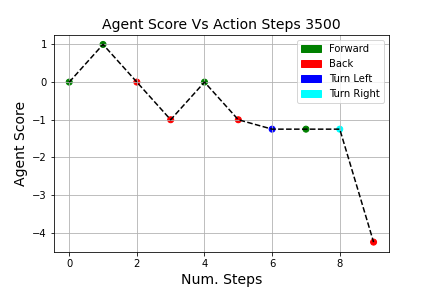 Agent Score Vs Action Steps 3500
Forward
Back
Turn Left
Turn Right
1
0
−1
−2
−3
−4
Agent Score
0 2 4 6 8
Num. Steps